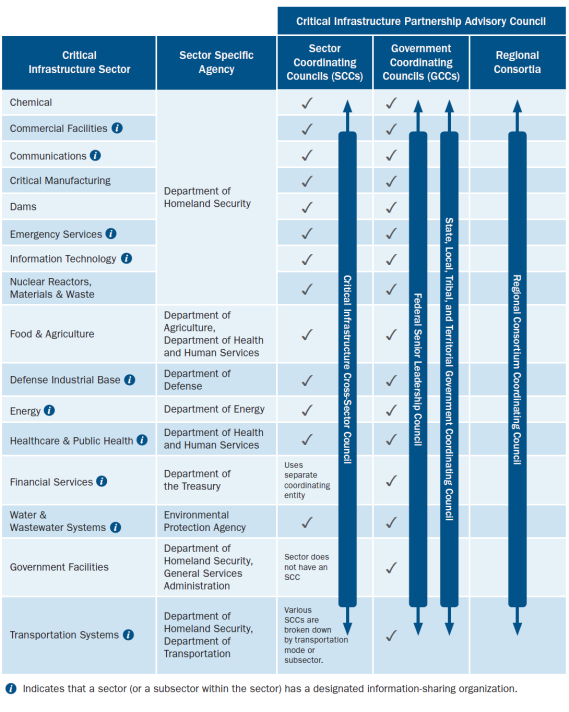 Critical Infrastructure Partnership Advisory Council
Critical
Infrastructure Sector
Sector Specific
Agency
Sector
Coordinating
Councils (SCCs)
Government
Coordinating
Councils (GCCs)
Regional
Consortia
Chemical
✓
✓
Commercial Facilities i
✓
✓
Communications i
✓
✓
Critical Manufacturing
✓
✓
Dams
✓
✓
Department of
Homeland Security
Emergency Services i
✓
✓
Information Technology i
✓
✓
Nuclear Reactors,
Materials & Waste
✓
✓
Food & Agriculture
Department of
Agriculture,
Department of Health
and Human Services
✓
✓
Defense Industrial Base i
Department of
Defense
✓
✓
Energy i
Department of Energy
✓
✓
Healthcare & Public Health i
Department of Health
and Human Services
✓
✓
Financial Services i
Department of
the Treasury
Uses
separate
coordinating
entity
✓
Water &
Wastewater Systems i
Environmental
Protection Agency
✓
✓
Government Facilities
Department of
Homeland Security,
General Services
Administration
Sector does
not have an
SCC
✓
Transportation Systems i
Department of
Homeland Security,
Department of
Transportation
Various
SCCs are
broken down
by transportation
mode or
subsector.
✓
Critical Infrastructure Cross-Sector Council
Federal Senior Leadership Council
State, Local, Tribal, and Territorial Government Coordinating Council
Regional Consortium Coordinating Council
i Indicates that a sector (or a subsector within the sector) has a designated information-sharing organization.